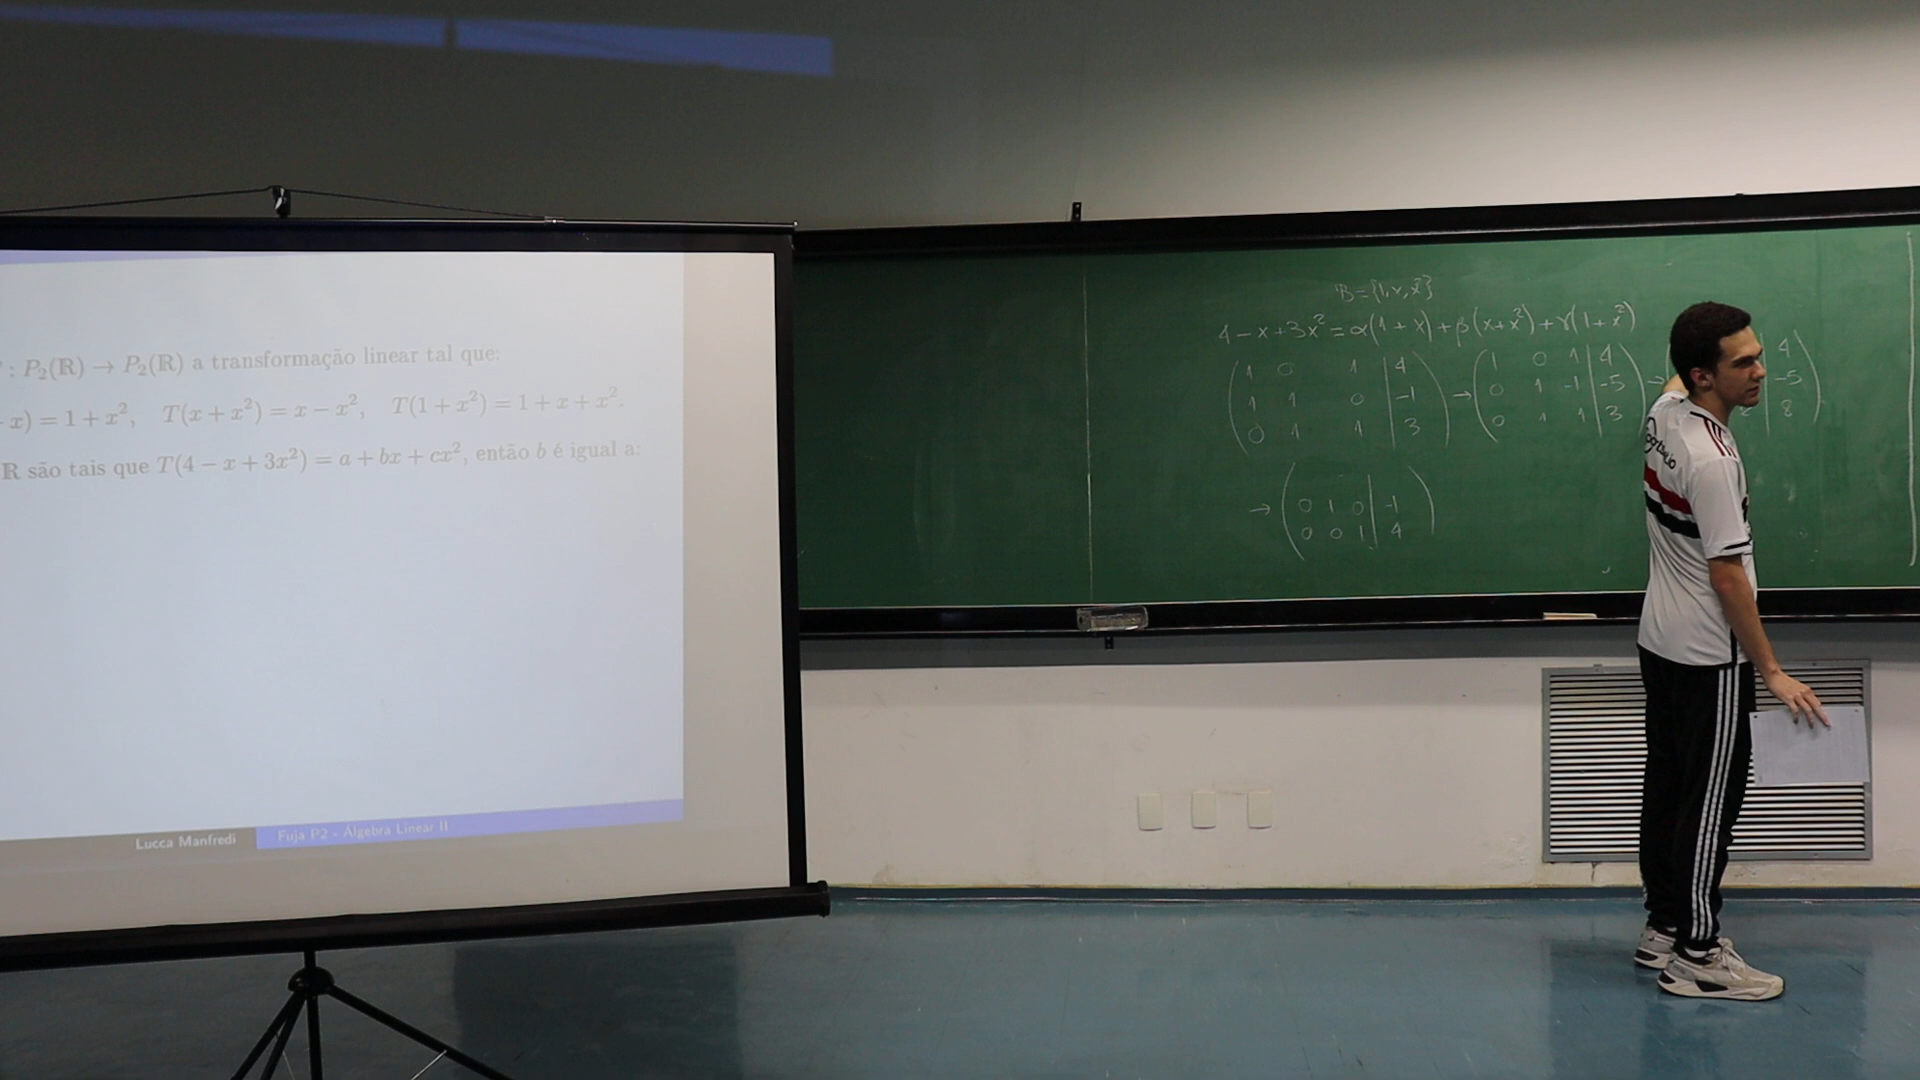 : P₂(ℝ) → P₂(ℝ) a transformação linear tal que:
x) = 1 + x², T(x + x²) = x − x², T(1 + x²) = 1 + x + x².
ℝ são tais que T(4 − x + 3x²) = a + bx + cx², então b é igual a:
Lucca Manfredi
Fuja P2 - Álgebra Linear II
B = {1, x, x²}
4 − x + 3x² = α(1 + x) + β(x + x²) + γ(1 + x²)
1 0 1 | 4
1 1 0 | -1
0 1 1 | 3
→
1 0 1 | 4
0 1 -1 | -5
0 1 1 | 3
→
| 4
| -5
2 | 8
→
0 1 0 | -1
0 0 1 | 4